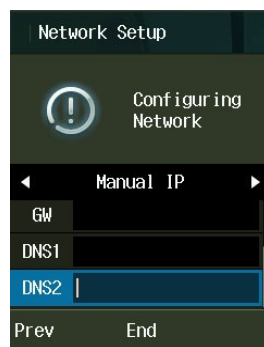 Network Setup
Configuring
Network
Manual IP
GW
DNS1
DNS2
Prev End